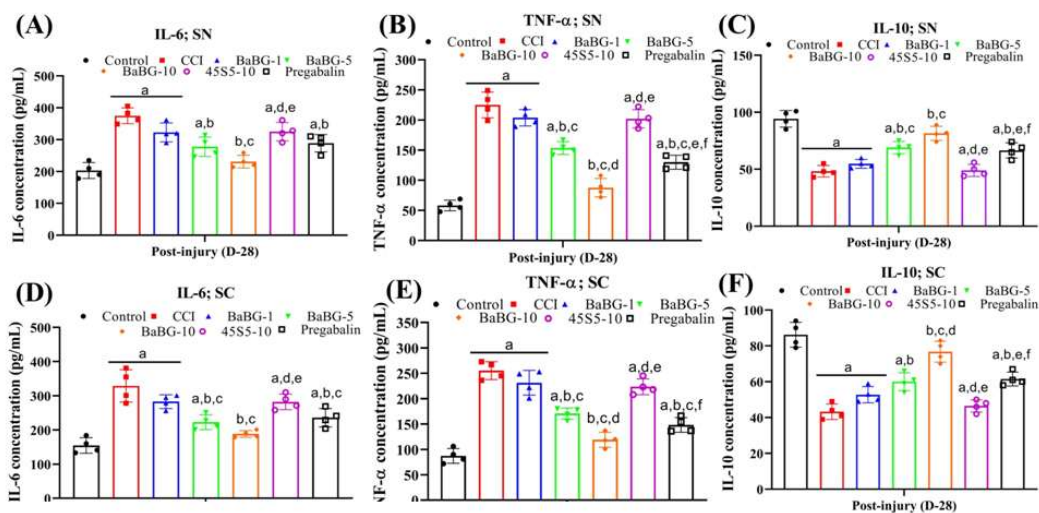 (A)
IL-6; SN
Control CCI BaBG-1 BaBG-5
BaBG-10 45S5-10 Pregabalin
IL-6 concentration (pg/mL)
500
400
300
200
100
0
a
a,b
b,c
a,d,e
a,b
Post-injury (D-28)
(B)
TNF-α; SN
Control CCI BaBG-1 BaBG-5
BaBG-10 45S5-10 Pregabalin
TNF-α concentration (pg/mL)
300
250
200
150
100
50
0
a
a,b,c
b,c,d
a,d,e
a,b,c,e,f
Post-injury (D-28)
(C)
IL-10; SN
Control CCI BaBG-1 BaBG-5
BaBG-10 45S5-10 Pregabalin
IL-10 concentration (pg/mL)
150
100
50
0
a
a,b,c
b,c
a,d,e
a,b,e,f
Post-injury (D-28)
(D)
IL-6; SC
Control CCI BaBG-1 BaBG-5
BaBG-10 45S5-10 Pregabalin
IL-6 concentration (pg/mL)
500
400
300
200
100
0
a
a,b,c
b,c
a,d,e
a,b,c
(E)
TNF-α; SC
Control CCI BaBG-1 BaBG-5
BaBG-10 45S5-10 Pregabalin
NF-α concentration (pg/mL)
350
300
250
200
150
100
50
0
a
a,b,c
b,c,d
a,d,e
a,b,c,f
(F)
IL-10; SC
Control CCI BaBG-1 BaBG-5
BaBG-10 45S5-10 Pregabalin
IL-10 concentration (pg/mL)
100
80
60
40
20
0
a
a,b
b,c,d
a,d,e
a,b,e,f
Post-injury (D-28)